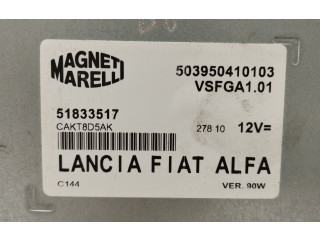 MAGNETI
MARELLI
503950410103
VSFGA1.01
51833517
CAKT8D5AK
278 10 12V=
LANCIA FIAT ALFA
C144 VER. 90W